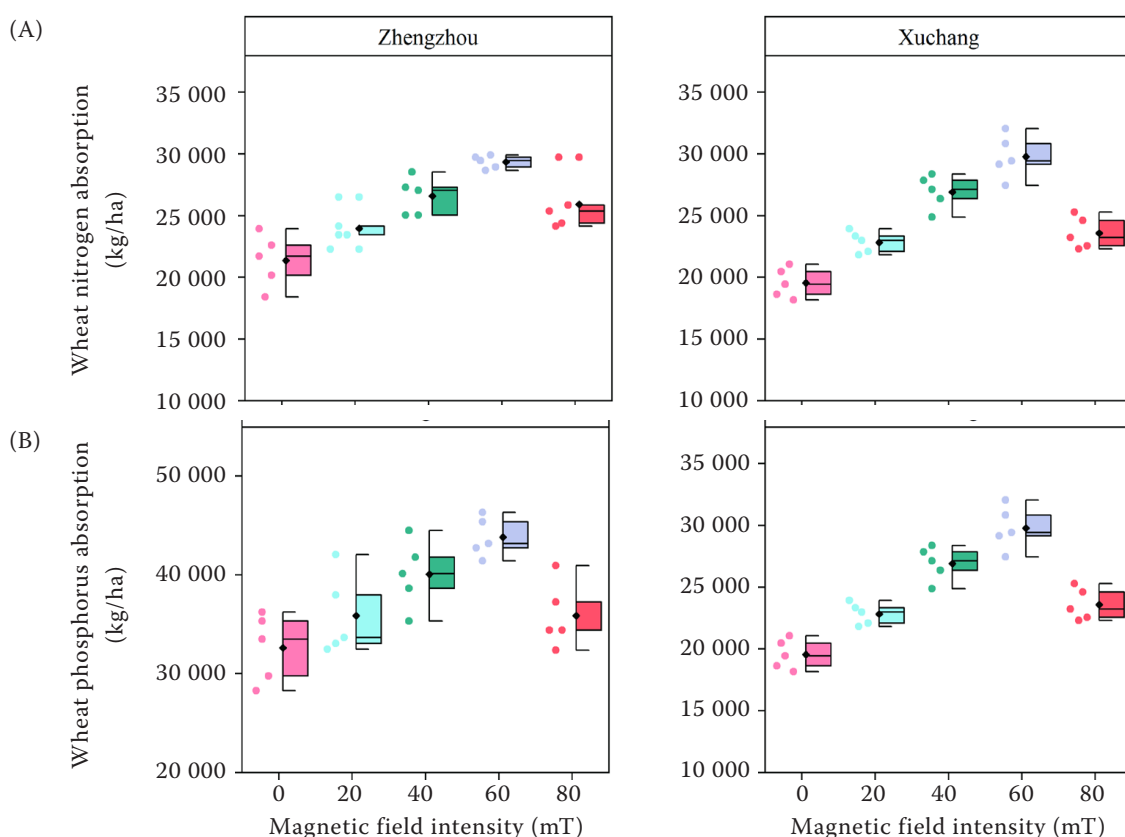 (A)
Zhengzhou
Xuchang
Wheat nitrogen absorption
(kg/ha)
35 000
30 000
25 000
20 000
15 000
10 000
35 000
30 000
25 000
20 000
15 000
10 000
(B)
Wheat phosphorus absorption
(kg/ha)
50 000
40 000
30 000
20 000
35 000
30 000
25 000
20 000
15 000
10 000
0 20 40 60 80
0 20 40 60 80
Magnetic field intensity (mT)
Magnetic field intensity (mT)